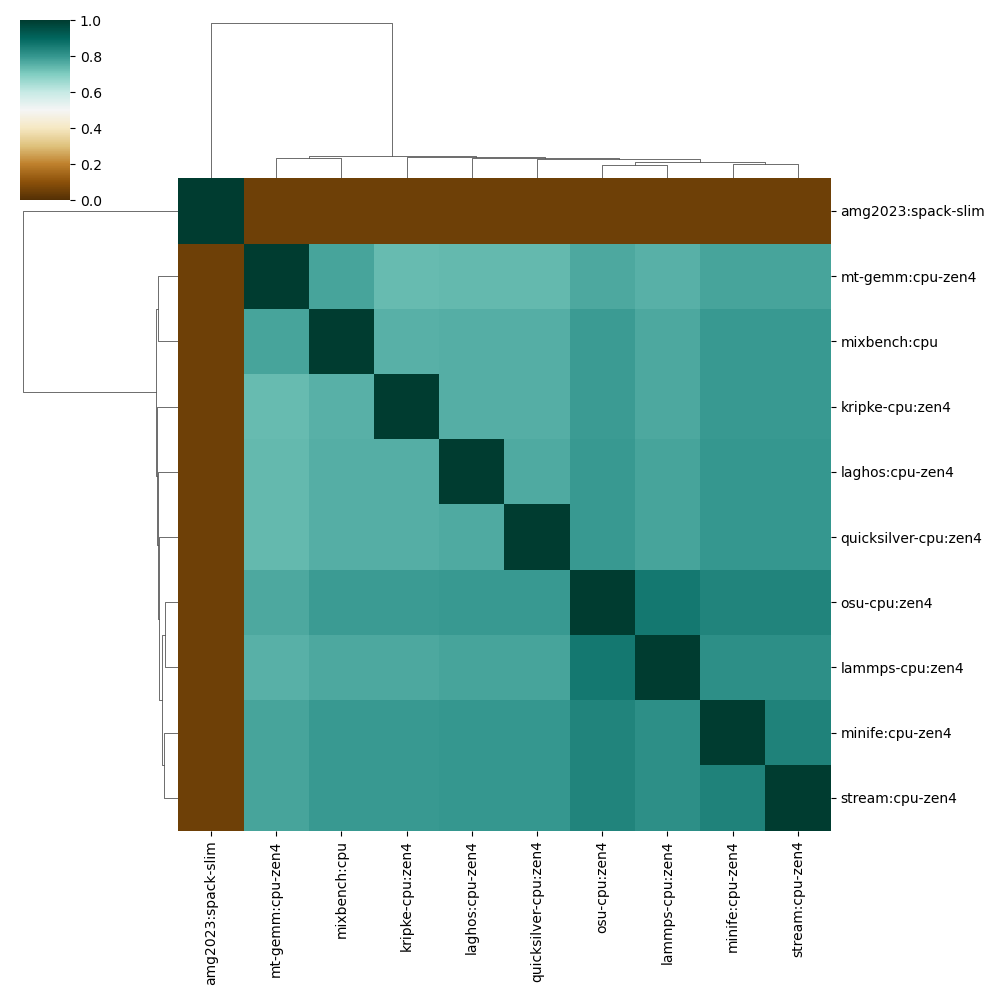 1.0
0.8
0.6
0.4
0.2
0.0
amg2023:spack-slim
mt-gemm:cpu-zen4
mixbench:cpu
kripke-cpu:zen4
laghos:cpu-zen4
quicksilver-cpu:zen4
osu-cpu:zen4
lammps-cpu:zen4
minife:cpu-zen4
stream:cpu-zen4
amg2023:spack-slim
mt-gemm:cpu-zen4
mixbench:cpu
kripke-cpu:zen4
laghos:cpu-zen4
quicksilver-cpu:zen4
osu-cpu:zen4
lammps-cpu:zen4
minife:cpu-zen4
stream:cpu-zen4